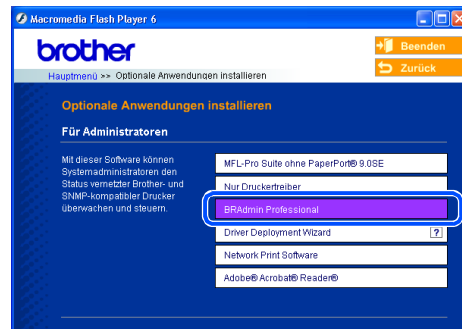 Macromedia Flash Player 6
brother
Beenden
Zurück
Hauptmenü >> Optionale Anwendungen installieren
Optionale Anwendungen installieren
Für Administratoren
Mit dieser Software können
Systemadministratoren den
Status vernetzter Brother- und
SNMP-kompatibler Drucker
überwachen und steuern.
MFL-Pro Suite ohne PaperPort® 9.0SE
Nur Druckertreiber
BRAdmin Professional
Driver Deployment Wizard ?
Network Print Software
Adobe® Acrobat® Reader®